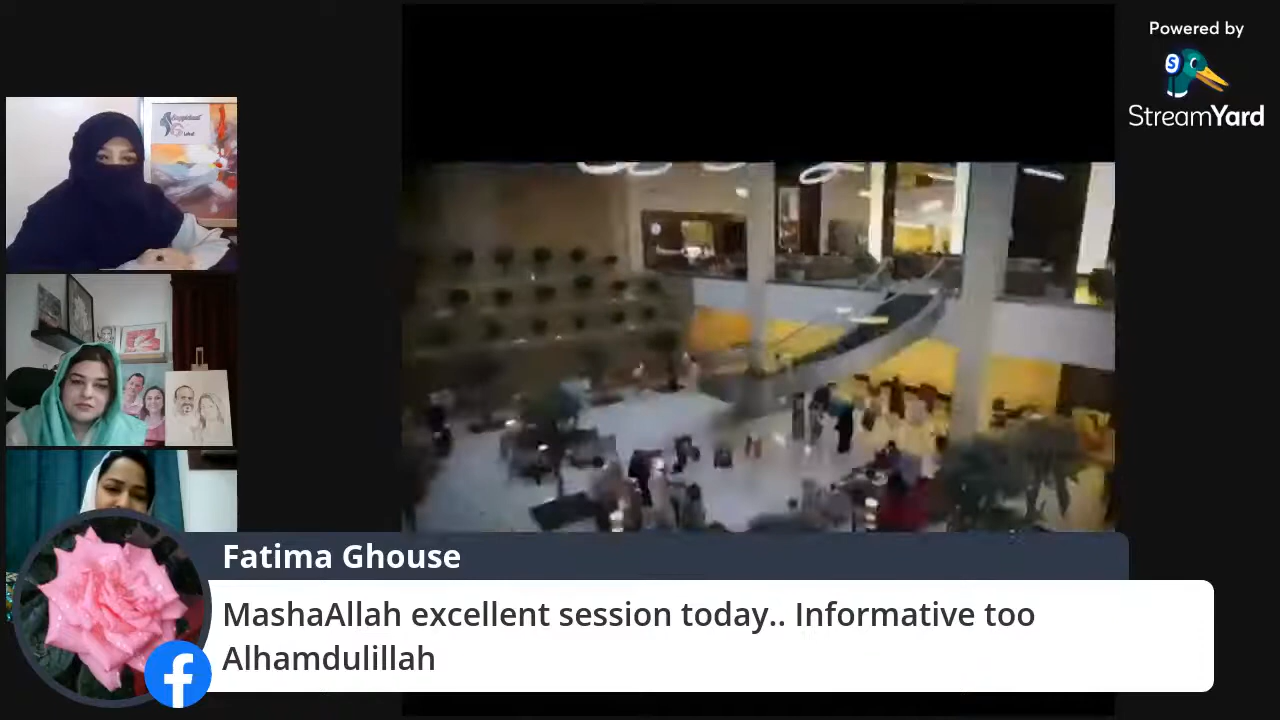 Powered by
StreamYard
Fatima Ghouse
MashaAllah excellent session today.. Informative too
Alhamdulillah